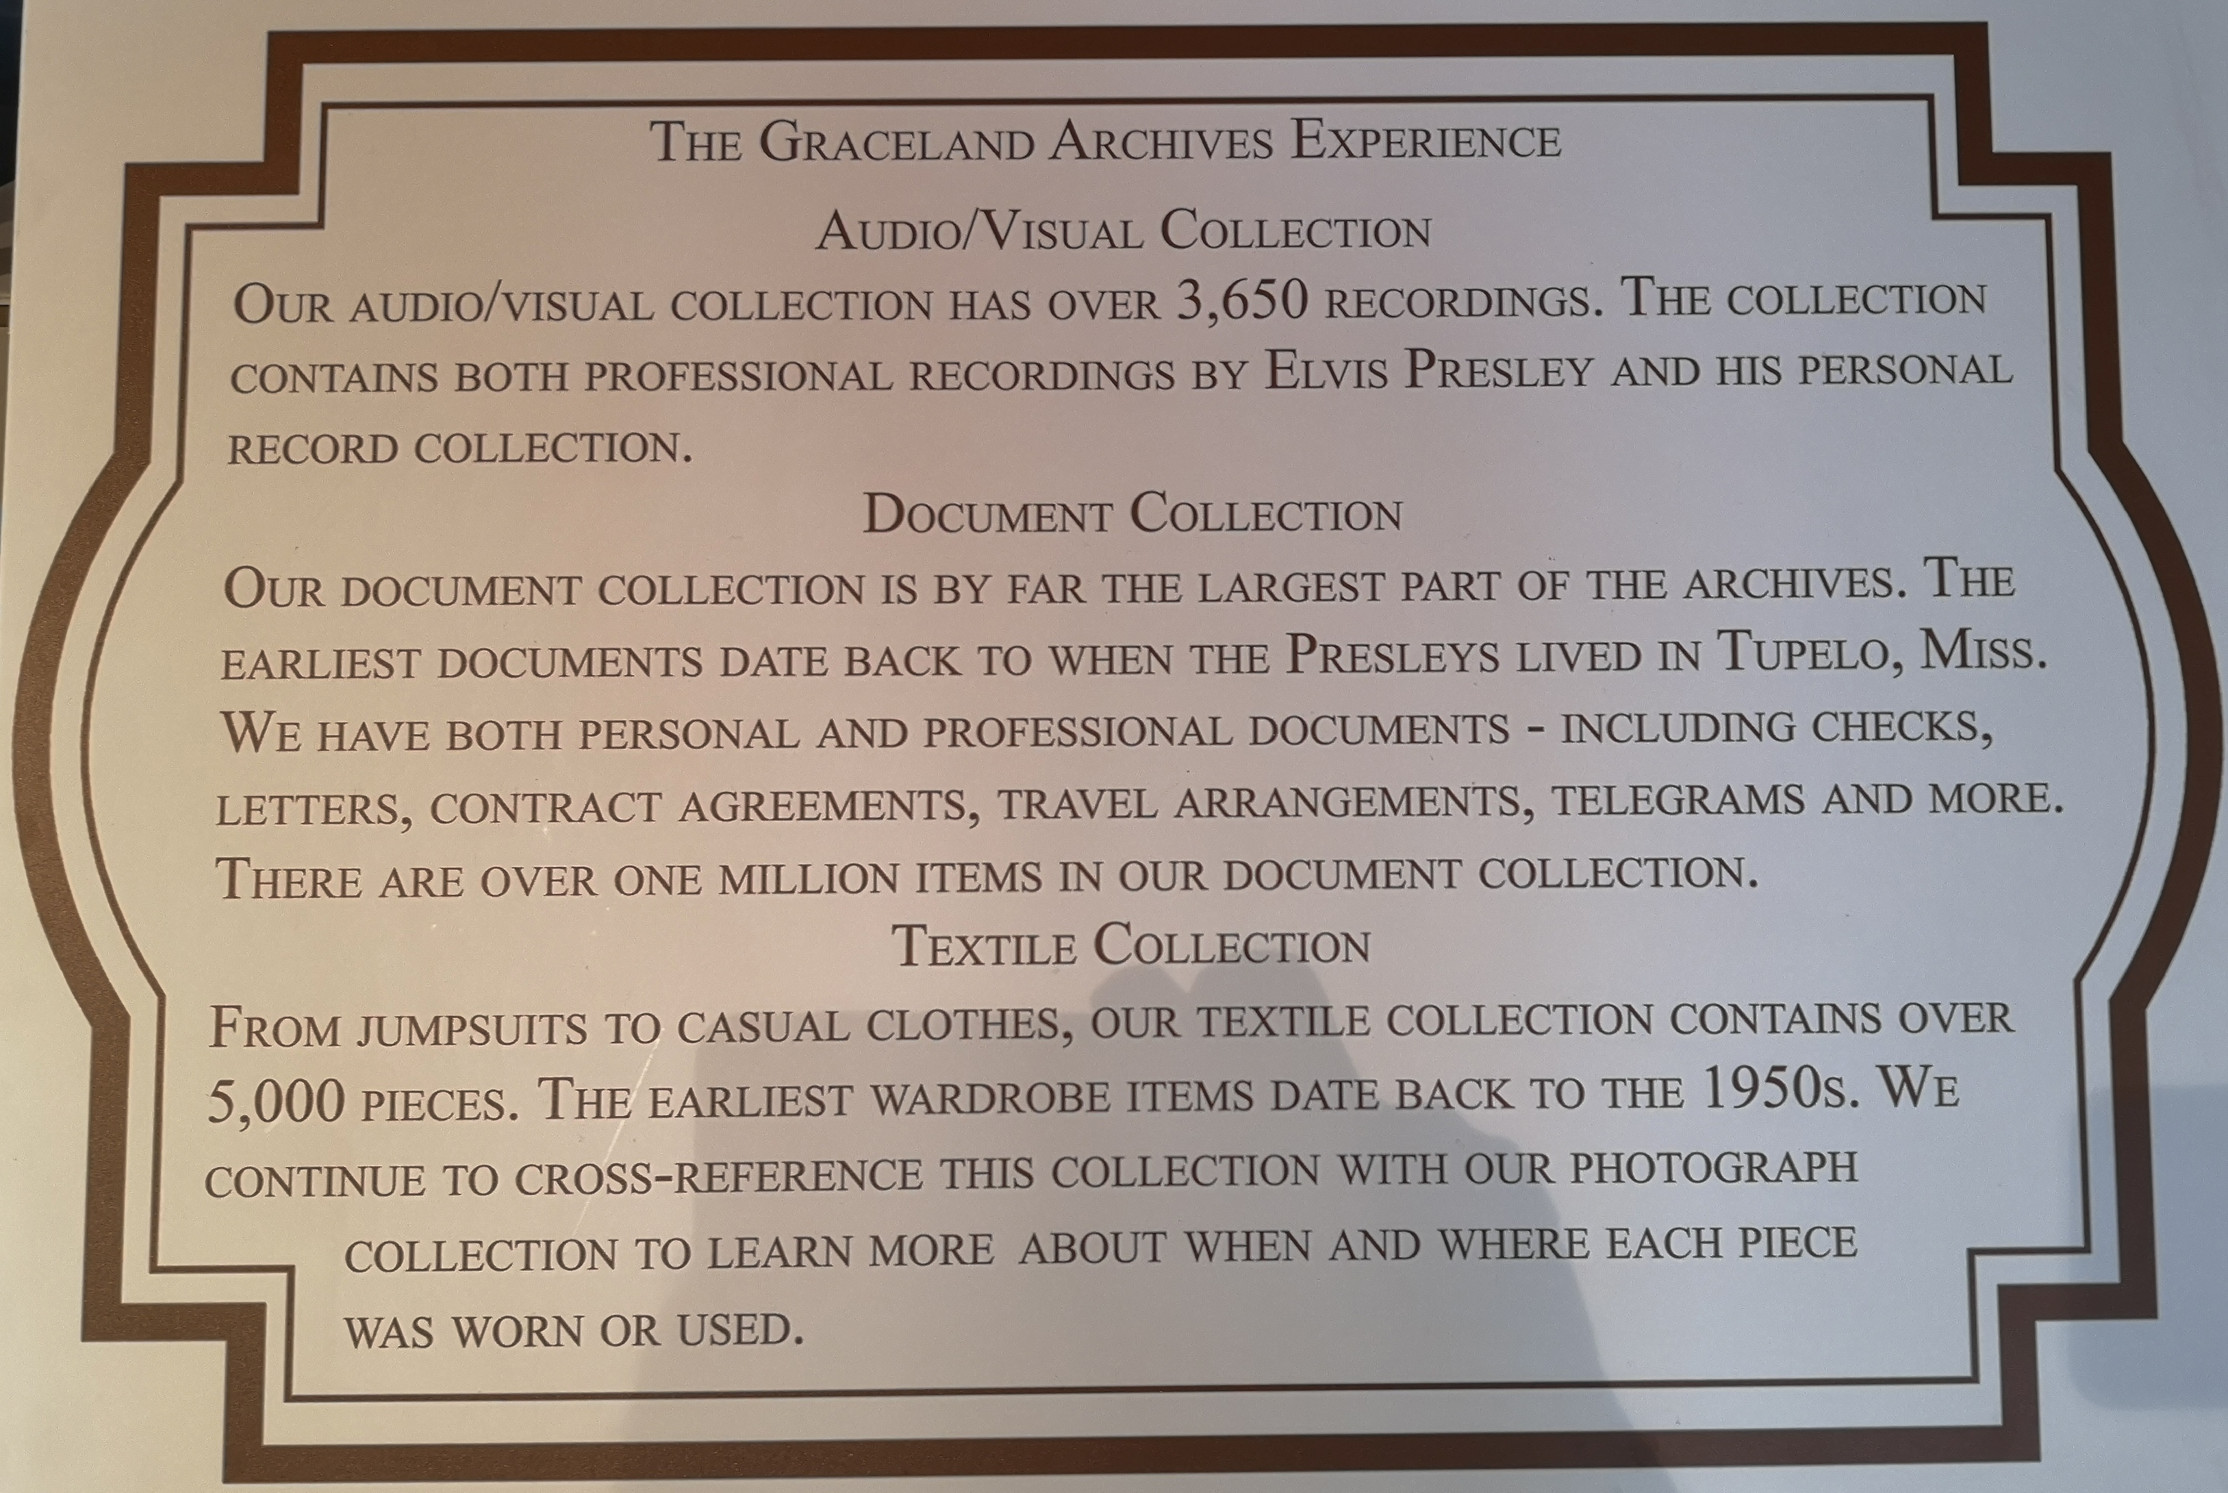 The Graceland Archives Experience
Audio/Visual Collection
Our audio/visual collection has over 3,650 recordings. The collection
contains both professional recordings by Elvis Presley and his personal
record collection.
Document Collection
Our document collection is by far the largest part of the archives. The
earliest documents date back to when the Presleys lived in Tupelo, Miss.
We have both personal and professional documents - including checks,
letters, contract agreements, travel arrangements, telegrams and more.
There are over one million items in our document collection.
Textile Collection
From jumpsuits to casual clothes, our textile collection contains over
5,000 pieces. The earliest wardrobe items date back to the 1950s. We
continue to cross-reference this collection with our photograph
collection to learn more about when and where each piece
was worn or used.